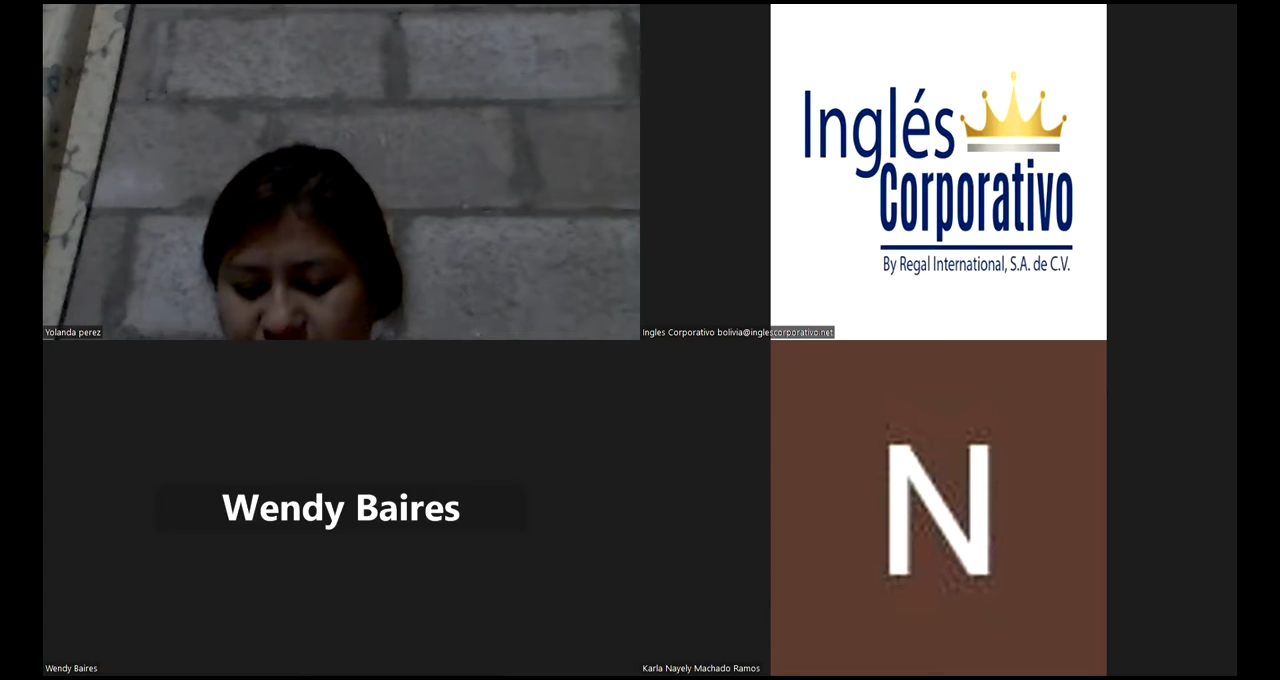 Inglés
Corporativo
By Regal International, S.A. de C.V.
Yolanda perez
Ingles Corporativo bolivia@inglescorporativo.net
Wendy Baires
N
Wendy Baires
Karla Nayely Machado Ramos